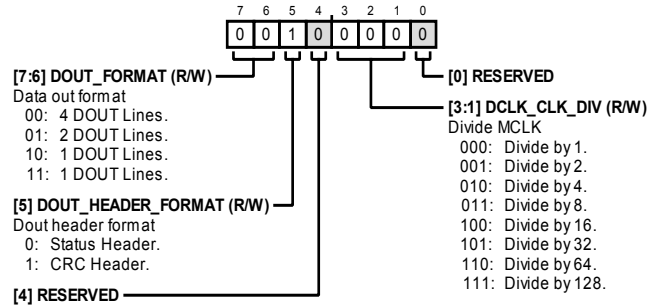 7 6 5 4 3 2 1 0
0 0 1 0 0 0 0 0
[7:6] DOUT_FORMAT (R/W)
Data out format
00: 4 DOUT Lines.
01: 2 DOUT Lines.
10: 1 DOUT Lines.
11: 1 DOUT Lines.
[5] DOUT_HEADER_FORMAT (R/W)
Dout header format
0: Status Header.
1: CRC Header.
[4] RESERVED
[0] RESERVED
[3:1] DCLK_CLK_DIV (R/W)
Divide MCLK
000: Divide by 1.
001: Divide by 2.
010: Divide by 4.
011: Divide by 8.
100: Divide by 16.
101: Divide by 32.
110: Divide by 64.
111: Divide by 128.